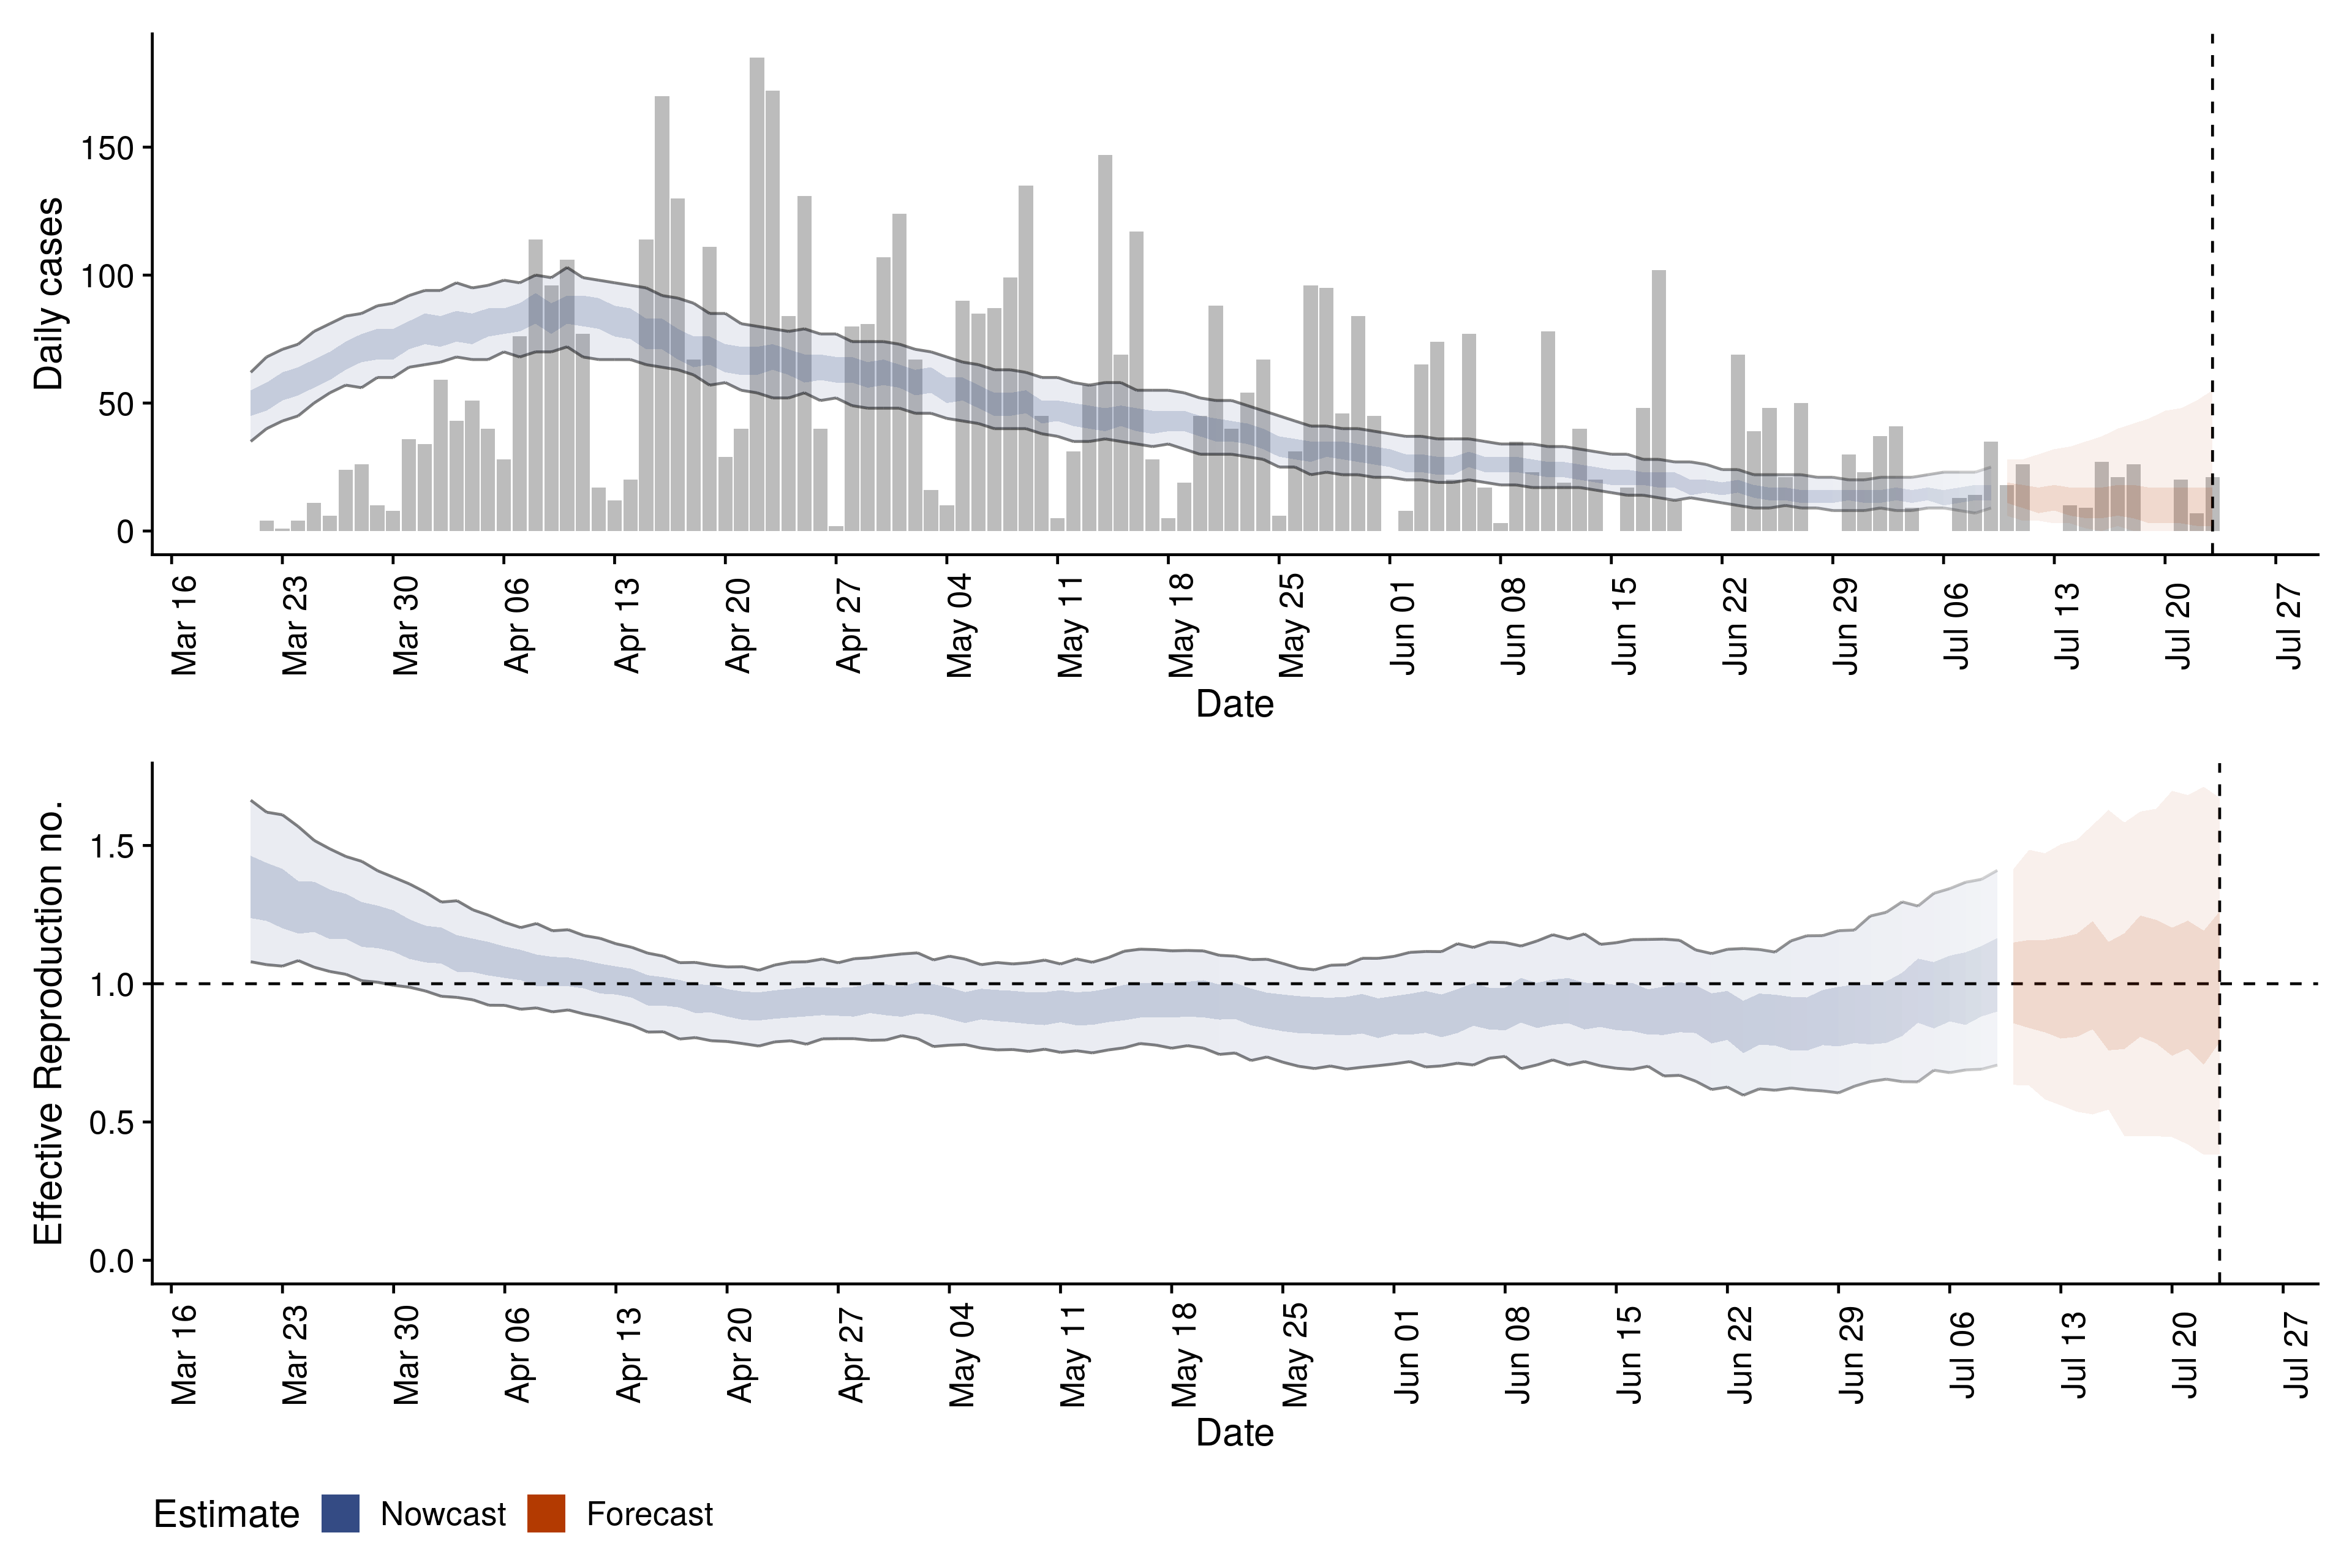 Daily cases
150
100
50
0
Mar 16 Mar 23 Mar 30 Apr 06 Apr 13 Apr 20 Apr 27 May 04 May 11 May 18 May 25 Jun 01 Jun 08 Jun 15 Jun 22 Jun 29 Jul 06 Jul 13 Jul 20 Jul 27
Date
Effective Reproduction no.
1.5
1.0
0.5
0.0
Mar 16 Mar 23 Mar 30 Apr 06 Apr 13 Apr 20 Apr 27 May 04 May 11 May 18 May 25 Jun 01 Jun 08 Jun 15 Jun 22 Jun 29 Jul 06 Jul 13 Jul 20 Jul 27
Date
Estimate Nowcast Forecast